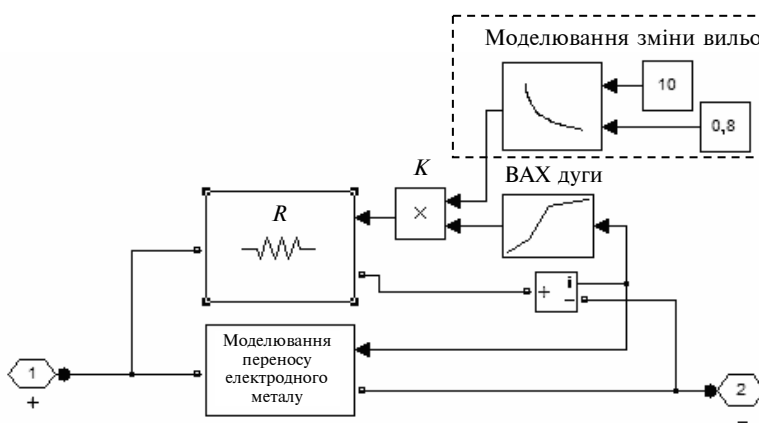 Моделювання зміни вильо
10
0,8
K
ВАХ дуги
R
×
+
i
−
Моделювання
переносу
електродного
металу
1
+
2
−